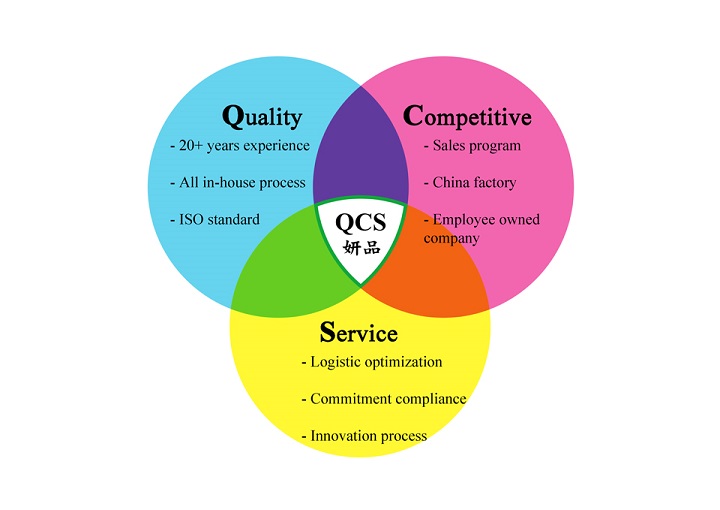 Quality
- 20+ years experience
- All in-house process
- ISO standard
Competitive
- Sales program
- China factory
- Employee owned
company
QCS
妍品
Service
- Logistic optimization
- Commitment compliance
- Innovation process